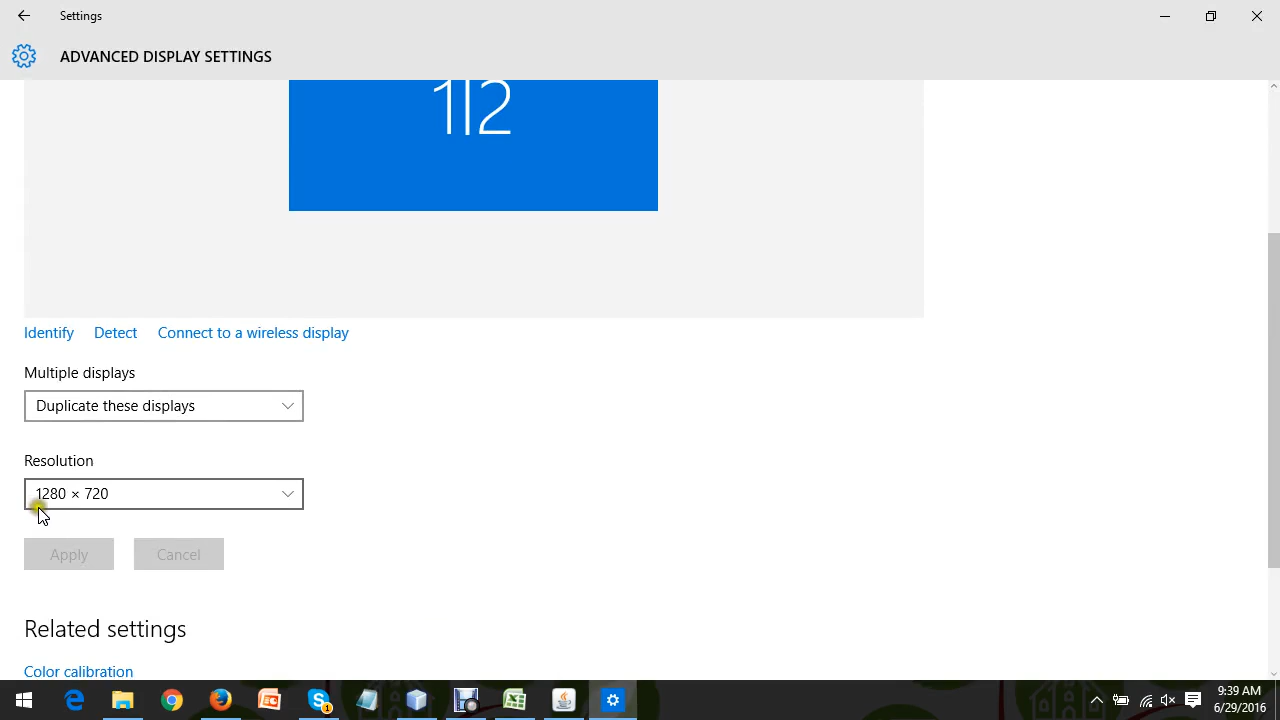 Settings
ADVANCED DISPLAY SETTINGS
1|2
Identify Detect Connect to a wireless display
Multiple displays
Duplicate these displays
Resolution
1280 × 720
Apply Cancel
Related settings
Color calibration
1
9:39 AM
6/29/2016